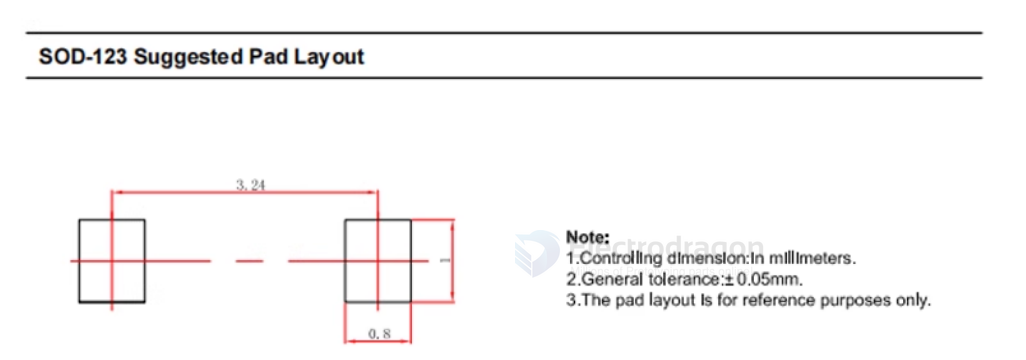 SOD-123 Suggested Pad Layout
3.24
1
0.8
Electrodragon
Note:
1.Controlling dimension:In millimeters.
2.General tolerance:±0.05mm.
3.The pad layout is for reference purposes only.